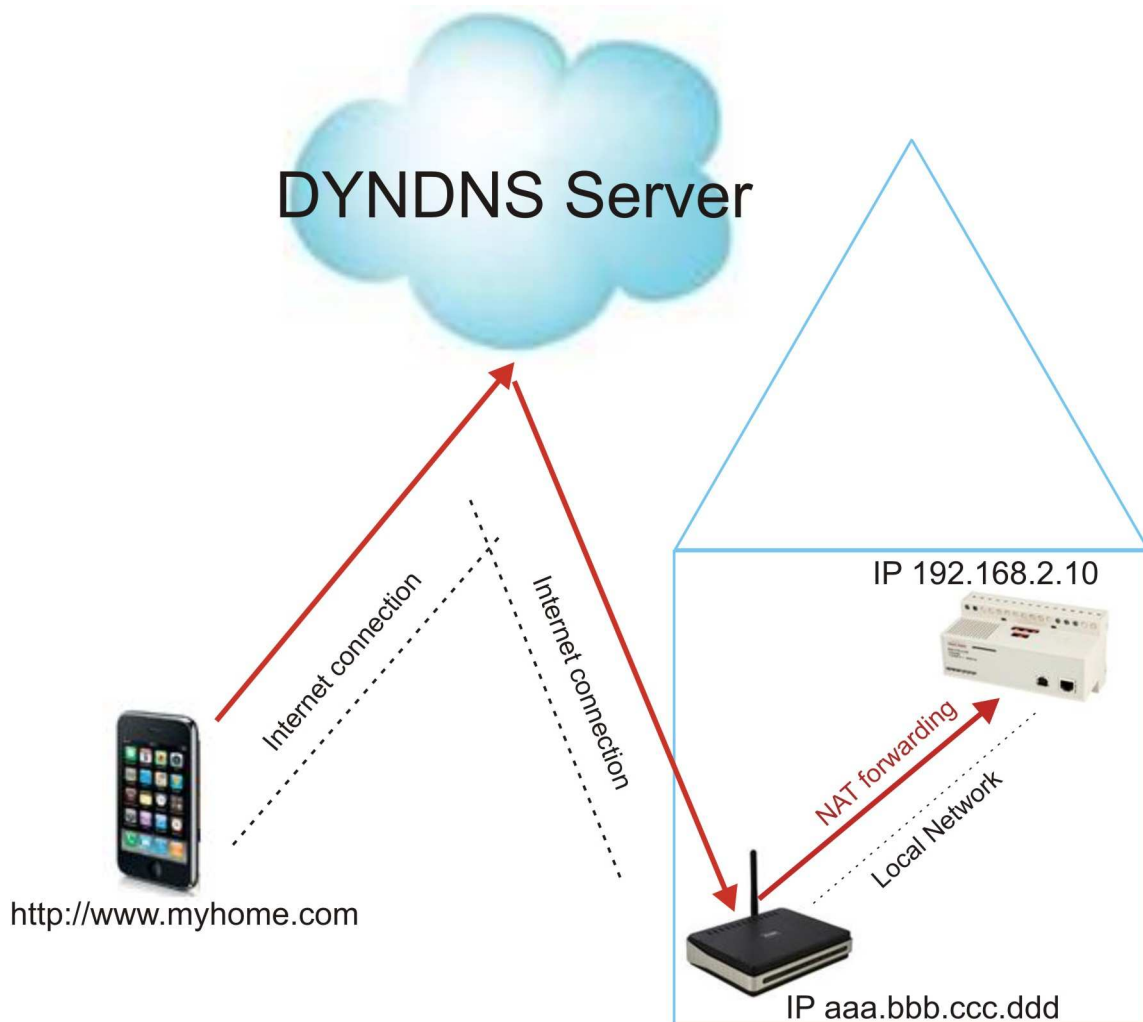 DYNDNS Server
IP 192.168.2.10
Internet connection
Internet connection
NAT forwarding
Local Network
http://www.myhome.com
IP aaa.bbb.ccc.ddd